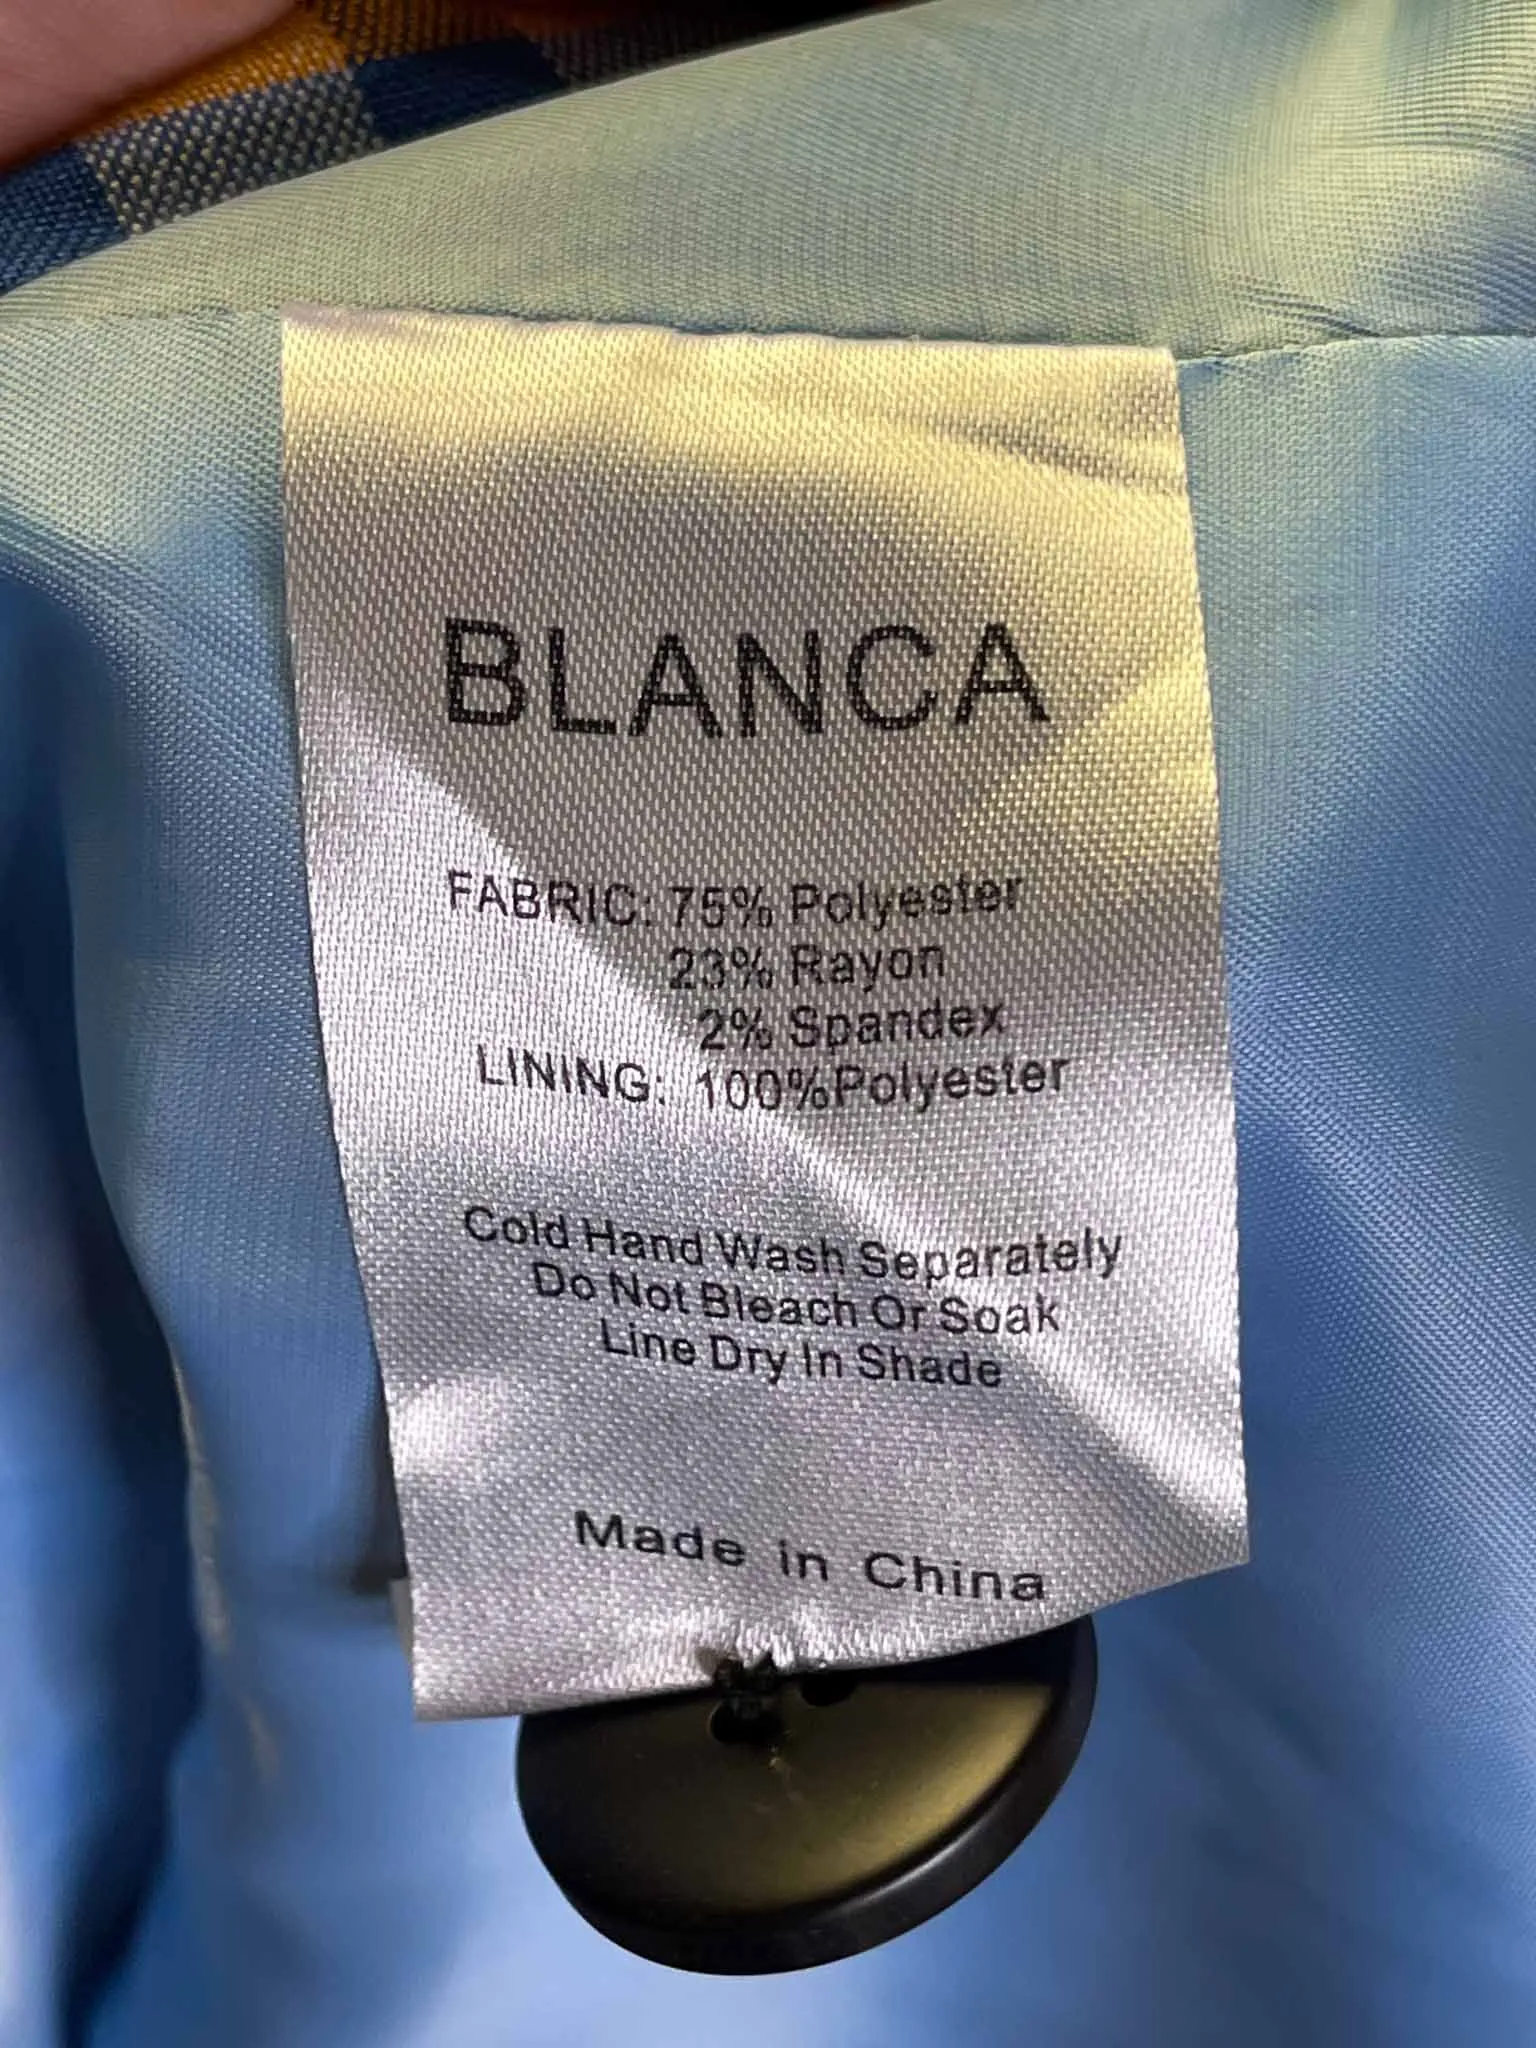 BLANCA
FABRIC: 75% Polyester
23% Rayon
2% Spandex
LINING: 100%Polyester
Cold Hand Wash Separately
Do Not Bleach Or Soak
Line Dry In Shade
Made in China